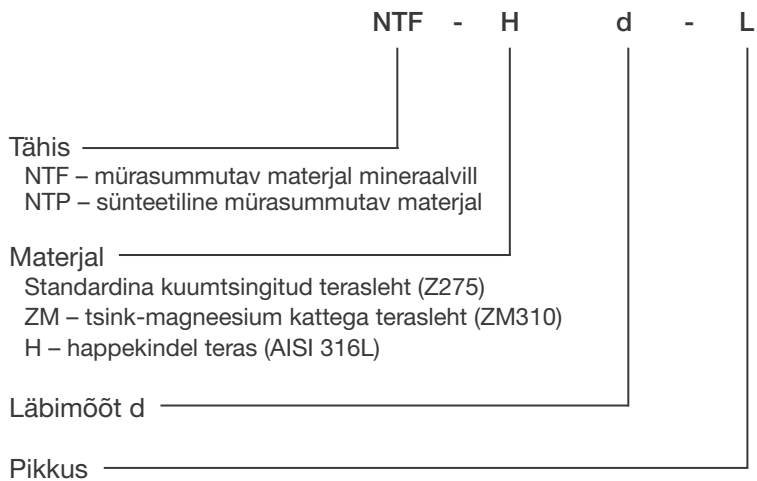 NTF - H d - L
Tähis
NTF – mürasummutav materjal mineraalvill
NTP – sünteetiline mürasummutav materjal
Materjal
Standardina kuumtsingitud terasleht (Z275)
ZM – tsink-magneesium kattega terasleht (ZM310)
H – happekindel teras (AISI 316L)
Läbimõõt d
Pikkus